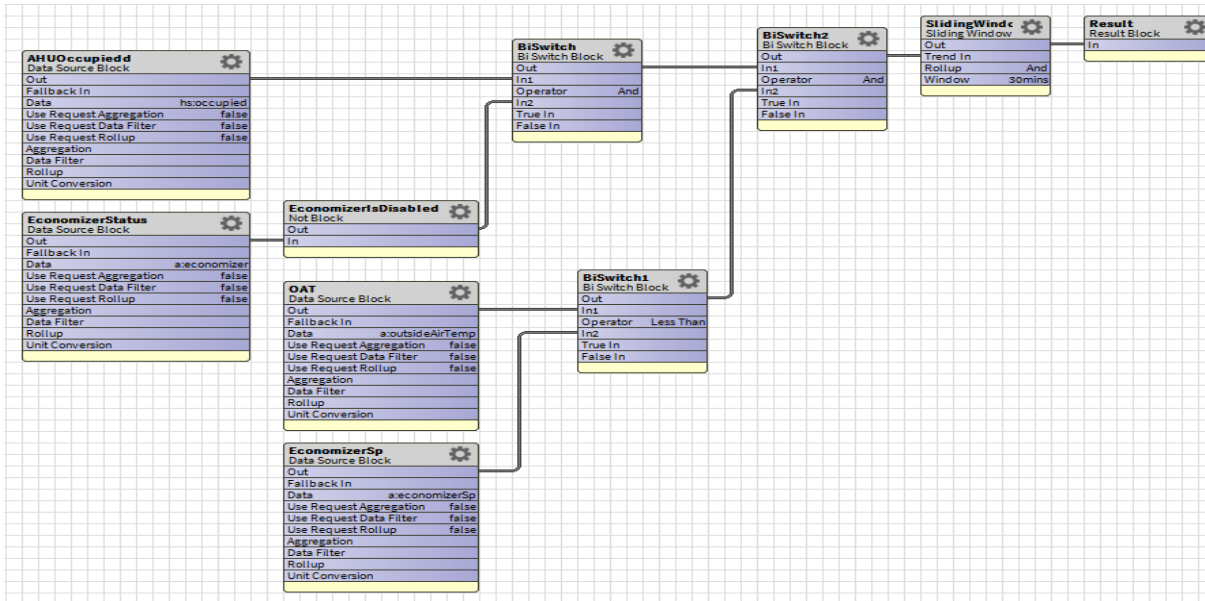 AHUOccupiedd
Data Source Block
Out
Fallback In
Data hs:occupied
Use Request Aggregation false
Use Request Data Filter false
Use Request Rollup false
Aggregation
Data Filter
Rollup
Unit Conversion
EconomizerStatus
Data Source Block
Out
Fallback In
Data a:economizer
Use Request Aggregation false
Use Request Data Filter false
Use Request Rollup false
Aggregation
Data Filter
Rollup
Unit Conversion
EconomizerIsDisabled
Not Block
Out
In
OAT
Data Source Block
Out
Fallback In
Data a:outsideAirTemp
Use Request Aggregation false
Use Request Data Filter false
Use Request Rollup false
Aggregation
Data Filter
Rollup
Unit Conversion
EconomizerSp
Data Source Block
Out
Fallback In
Data a:economizerSp
Use Request Aggregation false
Use Request Data Filter false
Use Request Rollup false
Aggregation
Data Filter
Rollup
Unit Conversion
BiSwitch
Bi Switch Block
Out
In1
Operator And
In2
True In
False In
BiSwitch1
Bi Switch Block
Out
In1
Operator Less Than
In2
True In
False In
BiSwitch2
Bi Switch Block
Out
In1
Operator And
In2
True In
False In
SlidingWindc
Sliding Window
Out
Trend In
Rollup And
Window 30mins
Result
Result Block
In